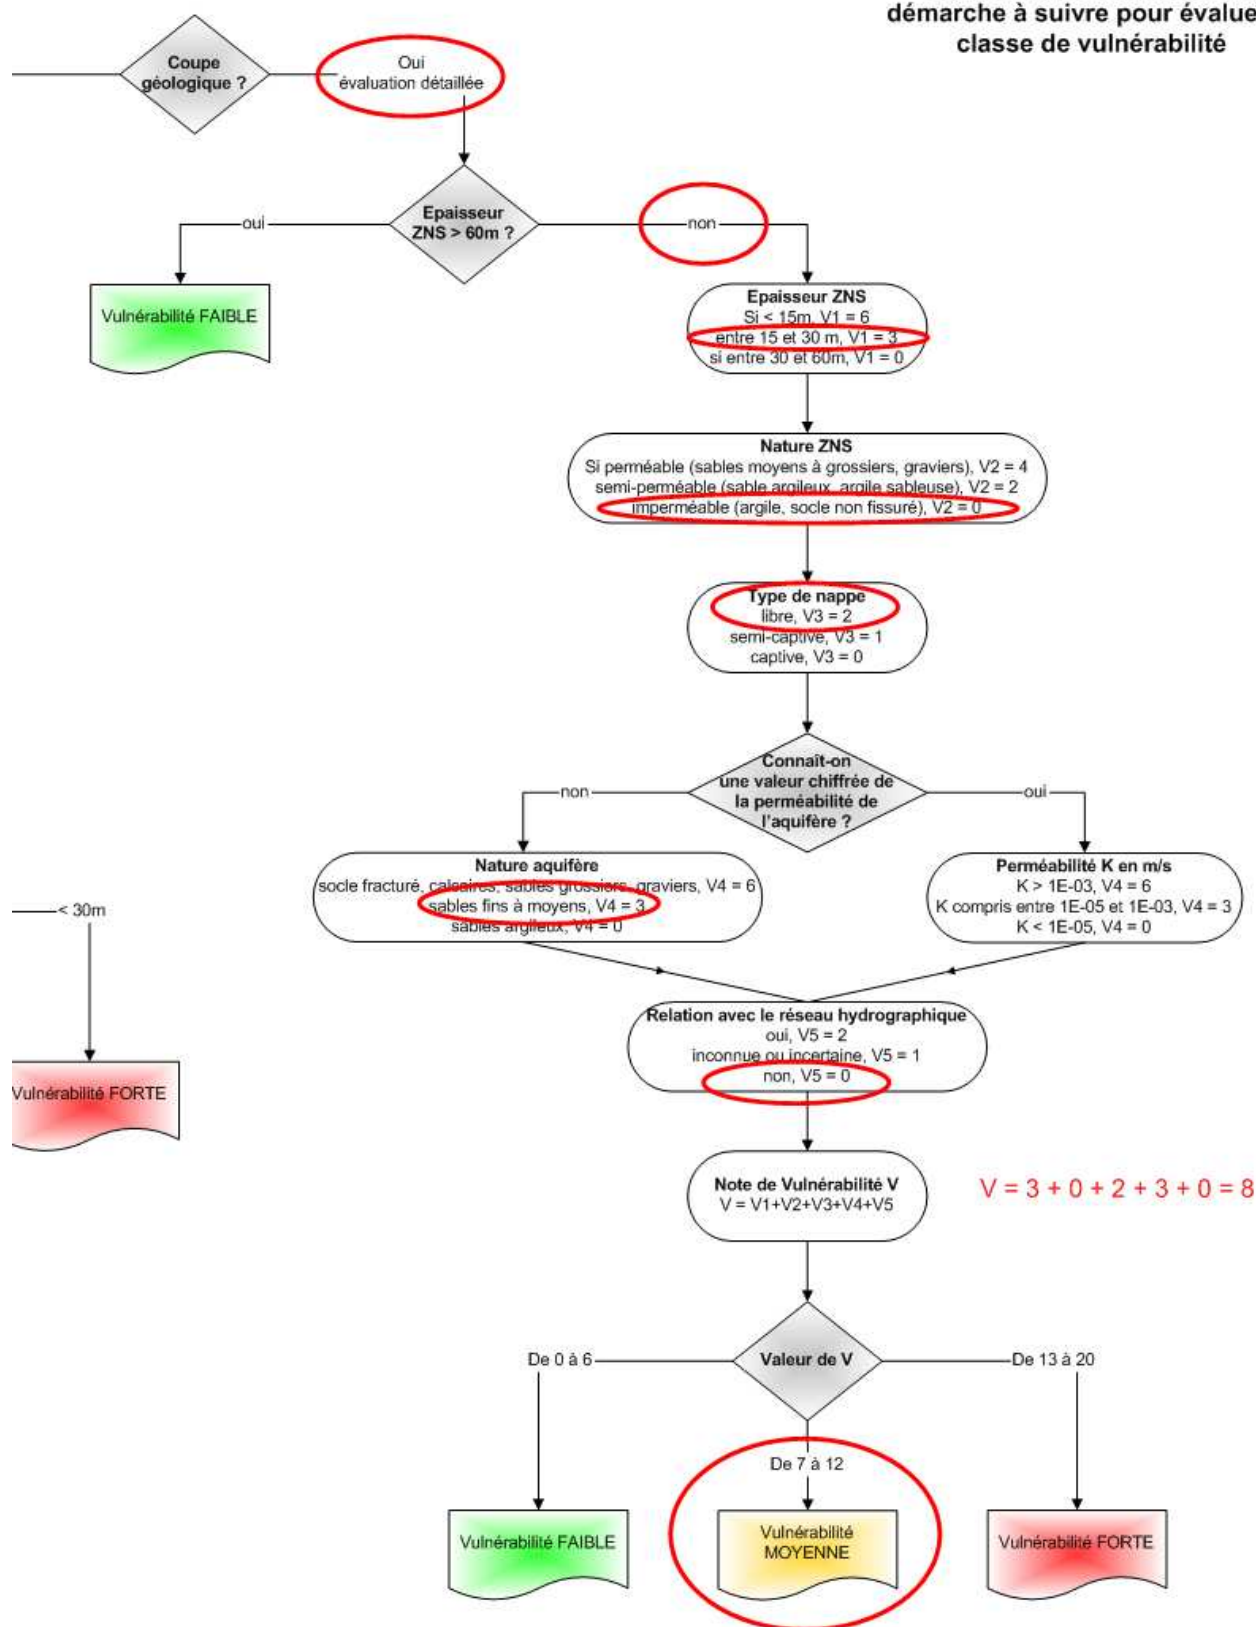 démarche à suivre pour évalue
classe de vulnérabilité
Coupe
géologique ?
Oui
évaluation détaillée
Epaisseur
ZNS > 60m ?
oui
non
Vulnérabilité FAIBLE
Epaisseur ZNS
Si < 15m, V1 = 6
entre 15 et 30 m, V1 = 3
si entre 30 et 60m, V1 = 0
Nature ZNS
Si perméable (sables moyens à grossiers, graviers), V2 = 4
semi-perméable (sable argileux, argile sableuse), V2 = 2
imperméable (argile, socle non fissuré), V2 = 0
Type de nappe
libre, V3 = 2
semi-captive, V3 = 1
captive, V3 = 0
Connaît-on
une valeur chiffrée de
la perméabilité de
l'aquifère ?
non
oui
Nature aquifère
socle fracturé, calcaires, sables grossiers, graviers, V4 = 6
sables fins à moyens, V4 = 3
sables argileux, V4 = 0
Perméabilité K en m/s
K > 1E-03, V4 = 6
K compris entre 1E-05 et 1E-03, V4 = 3
K < 1E-05, V4 = 0
< 30m
Vulnérabilité FORTE
Relation avec le réseau hydrographique
oui, V5 = 2
inconnue ou incertaine, V5 = 1
non, V5 = 0
Note de Vulnérabilité V
V = V1+V2+V3+V4+V5
V = 3 + 0 + 2 + 3 + 0 = 8
Valeur de V
De 0 à 6
De 13 à 20
De 7 à 12
Vulnérabilité FAIBLE
Vulnérabilité
MOYENNE
Vulnérabilité FORTE